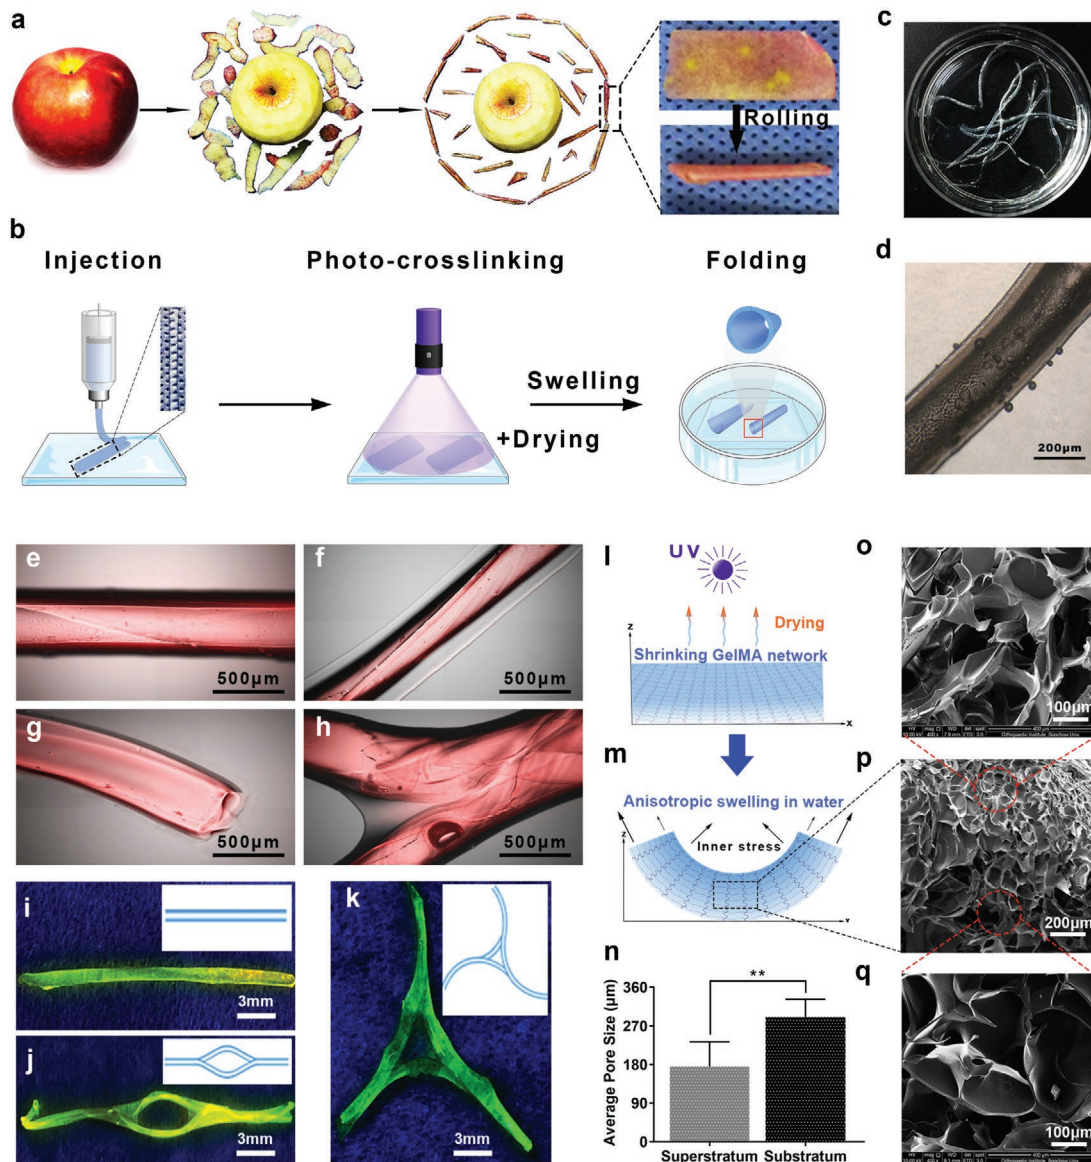 a
Rolling
c
b
Injection
Photo-crosslinking
Folding
Swelling
+Drying
d
200μm
e
500μm
f
500μm
g
500μm
h
500μm
i
3mm
j
3mm
k
3mm
l
UV
Drying
z
Shrinking GelMA network
x
m
Anisotropic swelling in water
z
Inner stress
n
**
Average Pore Size (μm)
360
270
180
90
0
Superstratum
Substratum
o
100μm
p
200μm
q
100μm